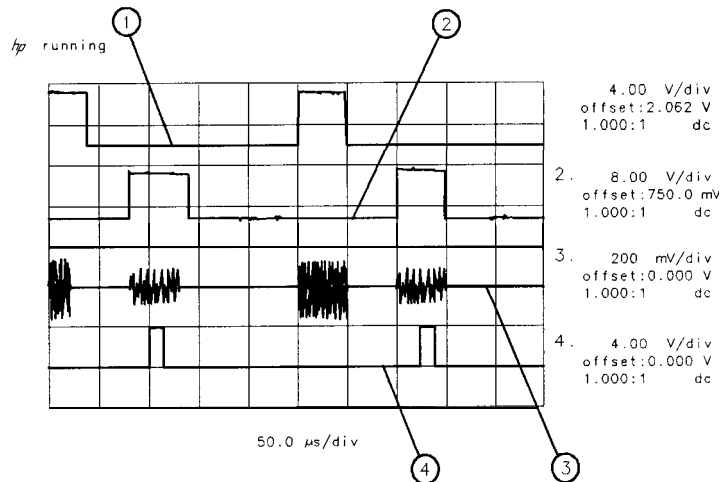 1
2
hp running
4.00 V/div
offset:2.062 V
1.000:1 dc
2. 8.00 V/div
offset:750.0 mV
1.000:1 dc
3. 200 mV/div
offset:0.000 V
1.000:1 dc
4. 4.00 V/div
offset:0.000 V
1.000:1 dc
50.0 µs/div
4
3